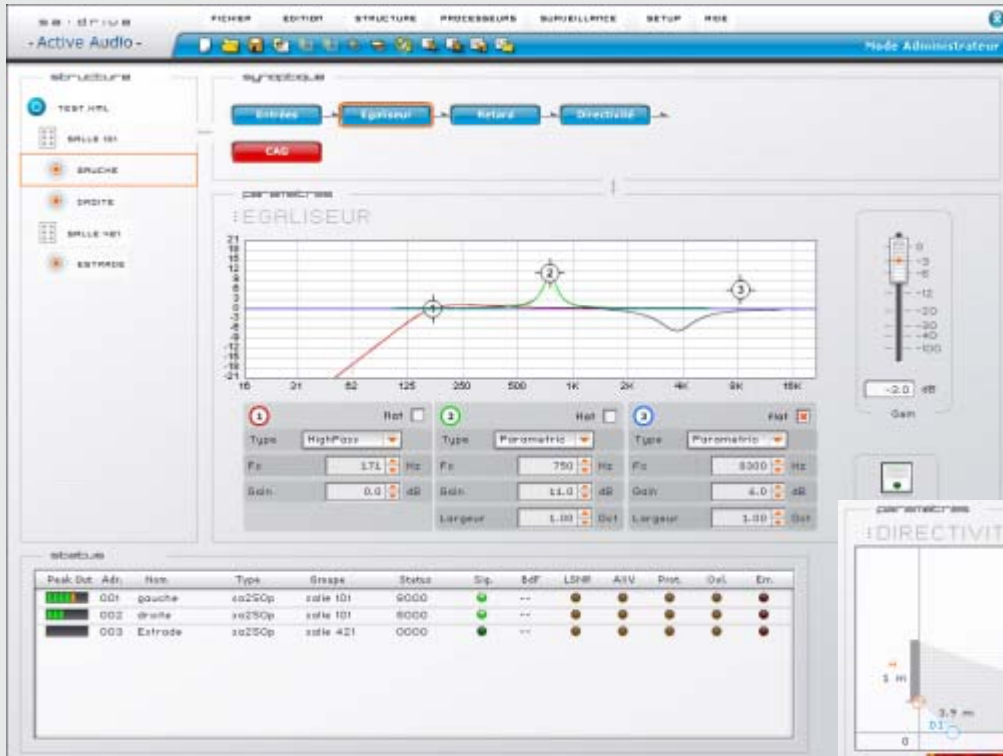 sa-drive
- Active Audio -
FICHIER EDITION STRUCTURE PROCESSEURS SURVEILLANCE SETUP AIDE
Mode Administrateur
structure
TEST.XML
SALLE 101
GAUCHE
DROITE
SALLE 421
ESTRADE
synoptique
Entrées Egaliseur Retard Directivité
CAG
paramètres
EGALISEUR
21
18
15
12
9
6
3
0
-3
-6
-9
-12
-15
-18
-21
16 31 62 125 250 500 1K 2K 4K 8K 16K
1
2
3
0
-3
-6
-12
-20
-30
-40
-100
-2.0 dB
Gain
1 Flat 2 Flat 3 Flat
Type HighPass Type Parametric Type Parametric
Fc 171 Hz Fc 750 Hz Fc 8300 Hz
Gain 0.0 dB Gain 11.0 dB Gain 6.0 dB
Largeur 1.00 Oct Largeur 1.00 Oct
status
Peak Out Adr. Nom Type Groupe Status Sig. BdF LSNR AllV Prot. Def. Em.
001 gauche sa250p salle 101 8000 --
002 droite sa250p salle 101 8000 --
003 Estrade sa250p salle 421 0000 --
paramètres
DIRECTIVIT
H
1 m
3.9 m
D1
0